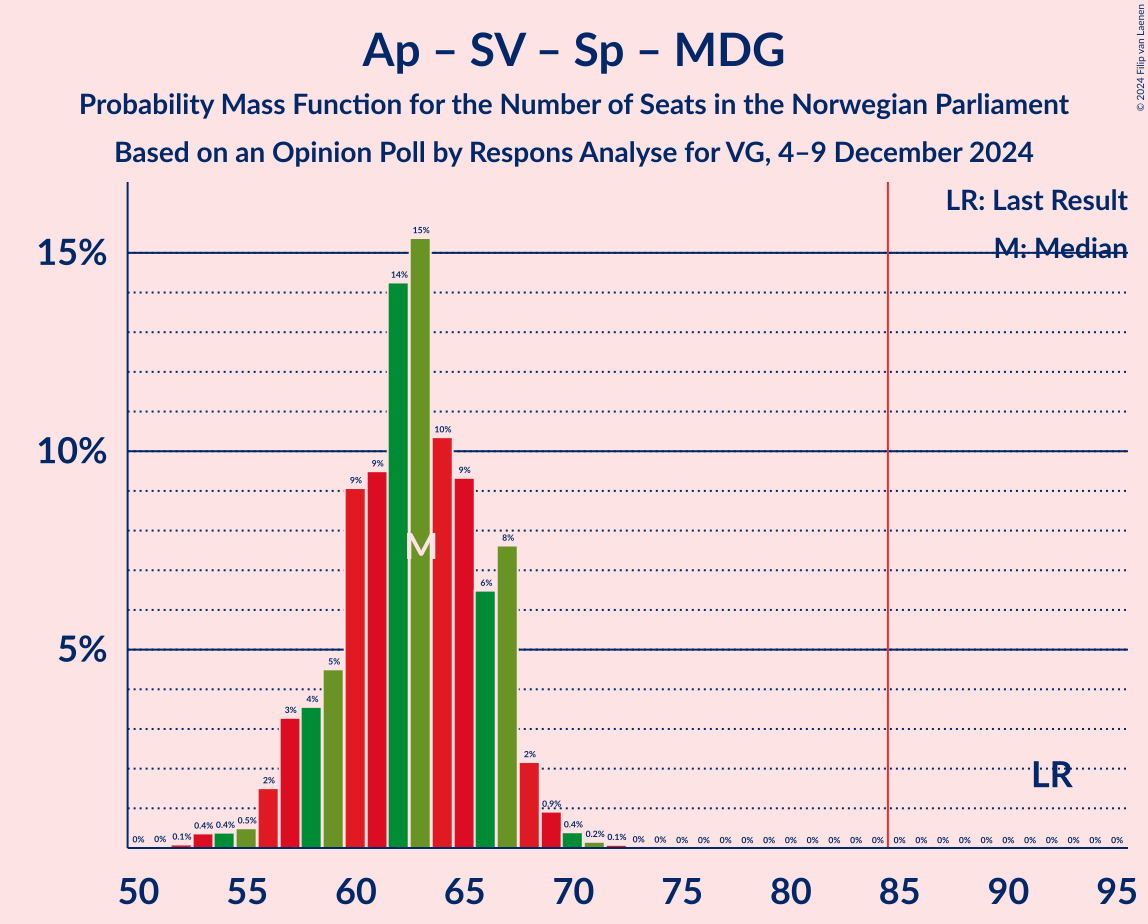 Ap – SV – Sp – MDG
Probability Mass Function for the Number of Seats in the Norwegian Parliament
Based on an Opinion Poll by Respons Analyse for VG, 4–9 December 2024
© 2024 Filip van Laenen
LR: Last Result
M: Median
15%
10%
5%
0% 0% 0.1% 0.4% 0.4% 0.5% 2% 3% 4% 5% 9% 9% 14% 15% 10% 9% 6% 8% 2% 0.9% 0.4% 0.2% 0.1% 0% 0% 0% 0% 0% 0% 0% 0% 0% 0% 0% 0% 0% 0% 0% 0% 0% 0% 0% 0% 0% 0% 0%
M
LR
50 55 60 65 70 75 80 85 90 95